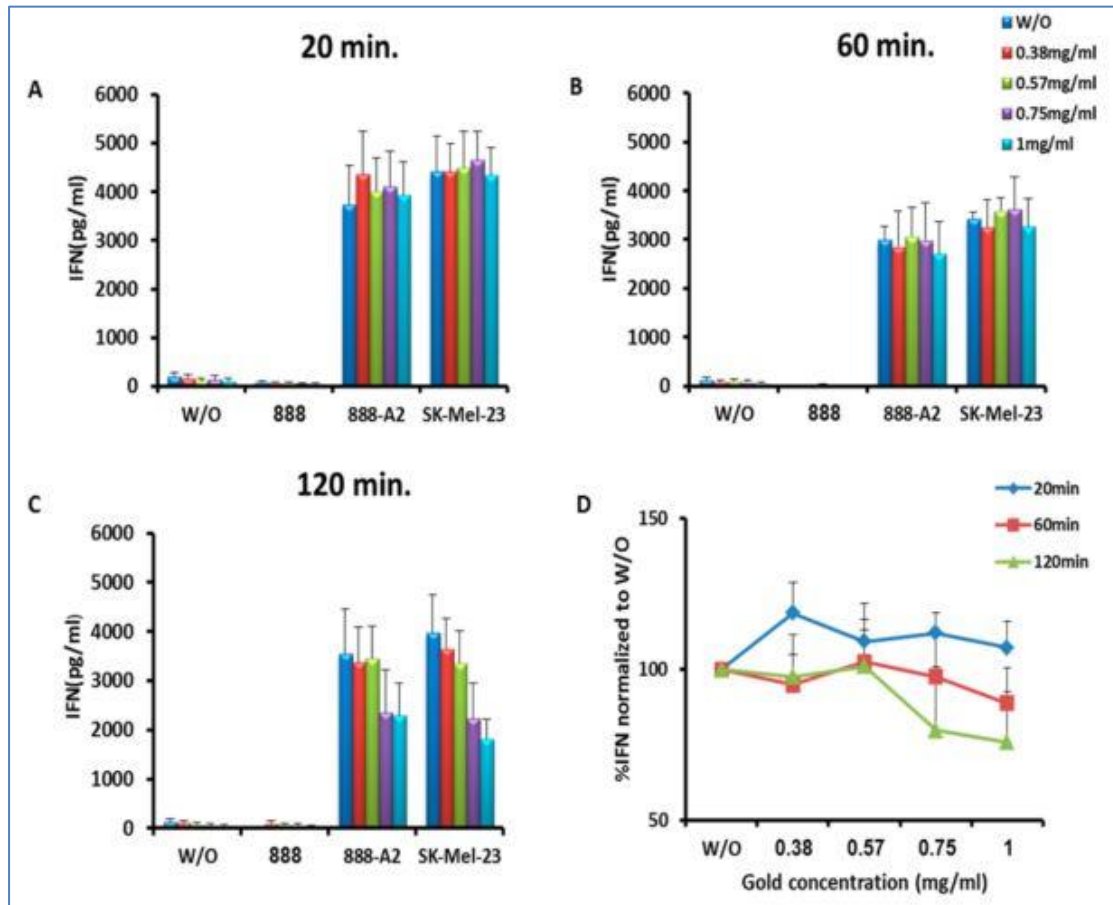 20 min.
A
IFN(pg/ml)
6000
5000
4000
3000
2000
1000
0
W/O
888
888-A2
SK-Mel-23
60 min.
B
IFN(pg/ml)
6000
5000
4000
3000
2000
1000
0
W/O
888
888-A2
SK-Mel-23
W/O
0.38mg/ml
0.57mg/ml
0.75mg/ml
1mg/ml
120 min.
C
IFN(pg/ml)
6000
5000
4000
3000
2000
1000
0
W/O
888
888-A2
SK-Mel-23
D
20min
60min
120min
%IFN normalized to W/O
150
100
50
W/O
0.38
0.57
0.75
1
Gold concentration (mg/ml)